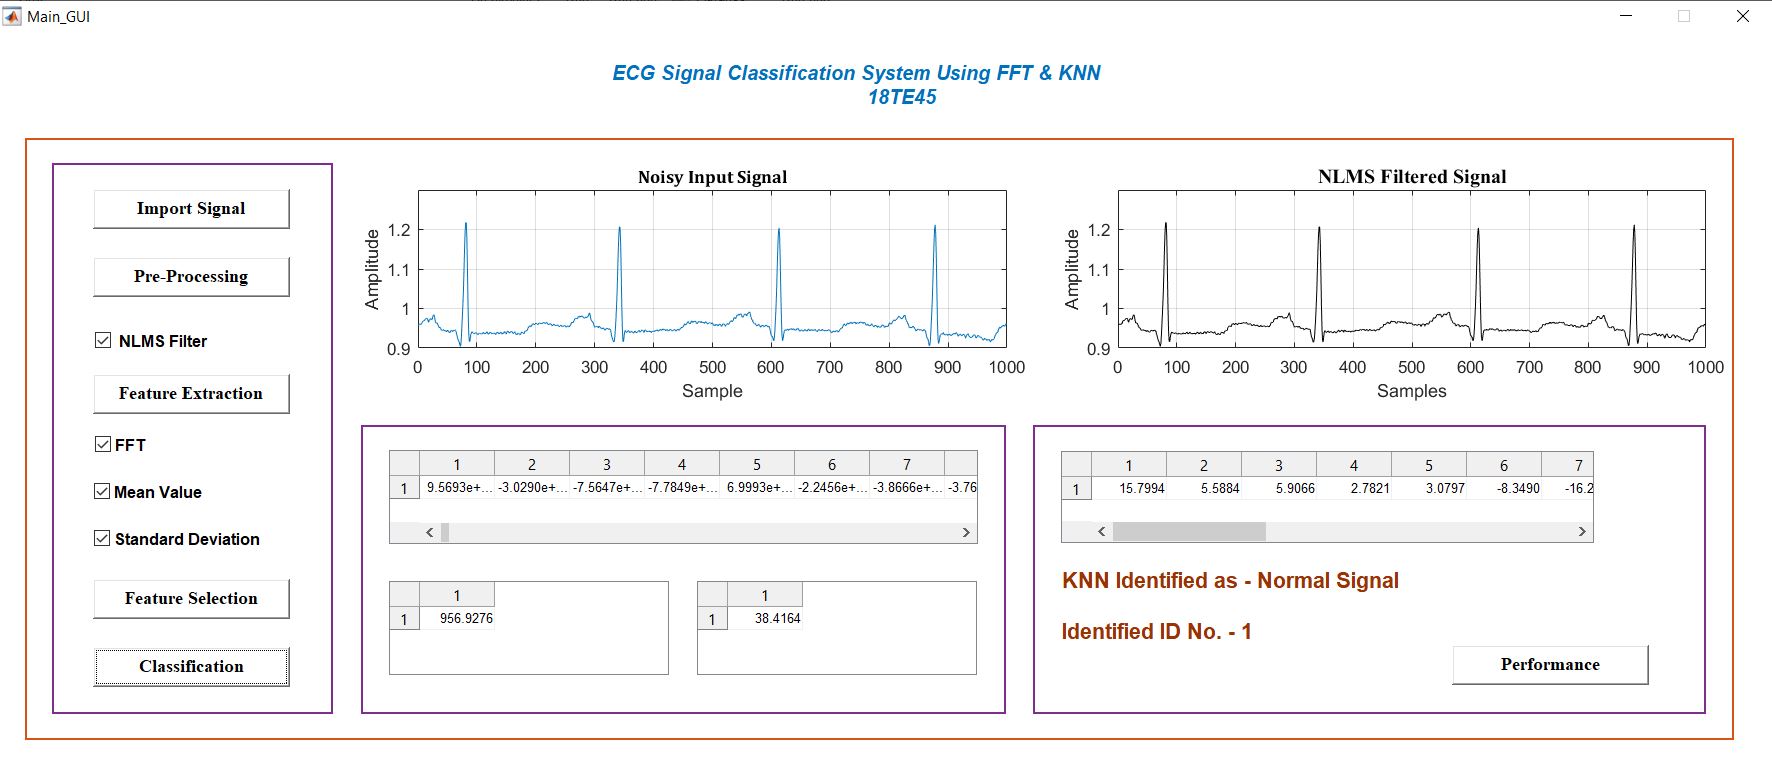 Main_GUI
ECG Signal Classification System Using FFT & KNN
18TE45
Import Signal
Pre-Processing
NLMS Filter
Feature Extraction
FFT
Mean Value
Standard Deviation
Feature Selection
Classification
Noisy Input Signal
Amplitude
1.2
1.1
1
0.9
0 100 200 300 400 500 600 700 800 900 1000
Sample
NLMS Filtered Signal
Amplitude
1.2
1.1
1
0.9
0 100 200 300 400 500 600 700 800 900 1000
Samples
1 2 3 4 5 6 7
1 9.5693e+... -3.0290e+... -7.5647e+... -7.7849e+... 6.9993e+... -2.2456e+... -3.8666e+... -3.76
1
1 956.9276
1
1 38.4164
1 2 3 4 5 6 7
1 15.7994 5.5884 5.9066 2.7821 3.0797 -8.3490 -16.2
KNN Identified as - Normal Signal
Identified ID No. - 1
Performance